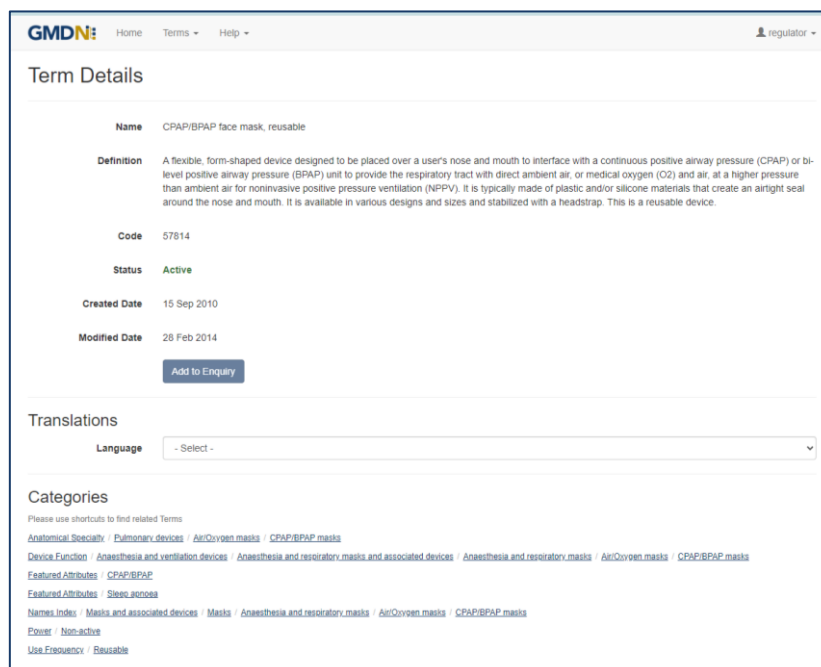 GMDN Home Terms Help regulator
Term Details
Name CPAP/BPAP face mask, reusable
Definition A flexible, form-shaped device designed to be placed over a user's nose and mouth to interface with a continuous positive airway pressure (CPAP) or bi-
level positive airway pressure (BPAP) unit to provide the respiratory tract with direct ambient air, or medical oxygen (O2) and air, at a higher pressure
than ambient air for noninvasive positive pressure ventilation (NPPV). It is typically made of plastic and/or silicone materials that create an airtight seal
around the nose and mouth. It is available in various designs and sizes and stabilized with a headstrap. This is a reusable device.
Code 57814
Status Active
Created Date 15 Sep 2010
Modified Date 28 Feb 2014
Add to Enquiry
Translations
Language - Select -
Categories
Please use shortcuts to find related Terms
Anatomical Specialty / Pulmonary devices / Air/Oxygen masks / CPAP/BPAP masks
Device Function / Anaesthesia and ventilation devices / Anaesthesia and respiratory masks and associated devices / Anaesthesia and respiratory masks / Air/Oxygen masks / CPAP/BPAP masks
Featured Attributes / CPAP/BPAP
Featured Attributes / Sleep apnoea
Names Index / Masks and associated devices / Masks / Anaesthesia and respiratory masks / Air/Oxygen masks / CPAP/BPAP masks
Power / Non-active
Use Frequency / Reusable